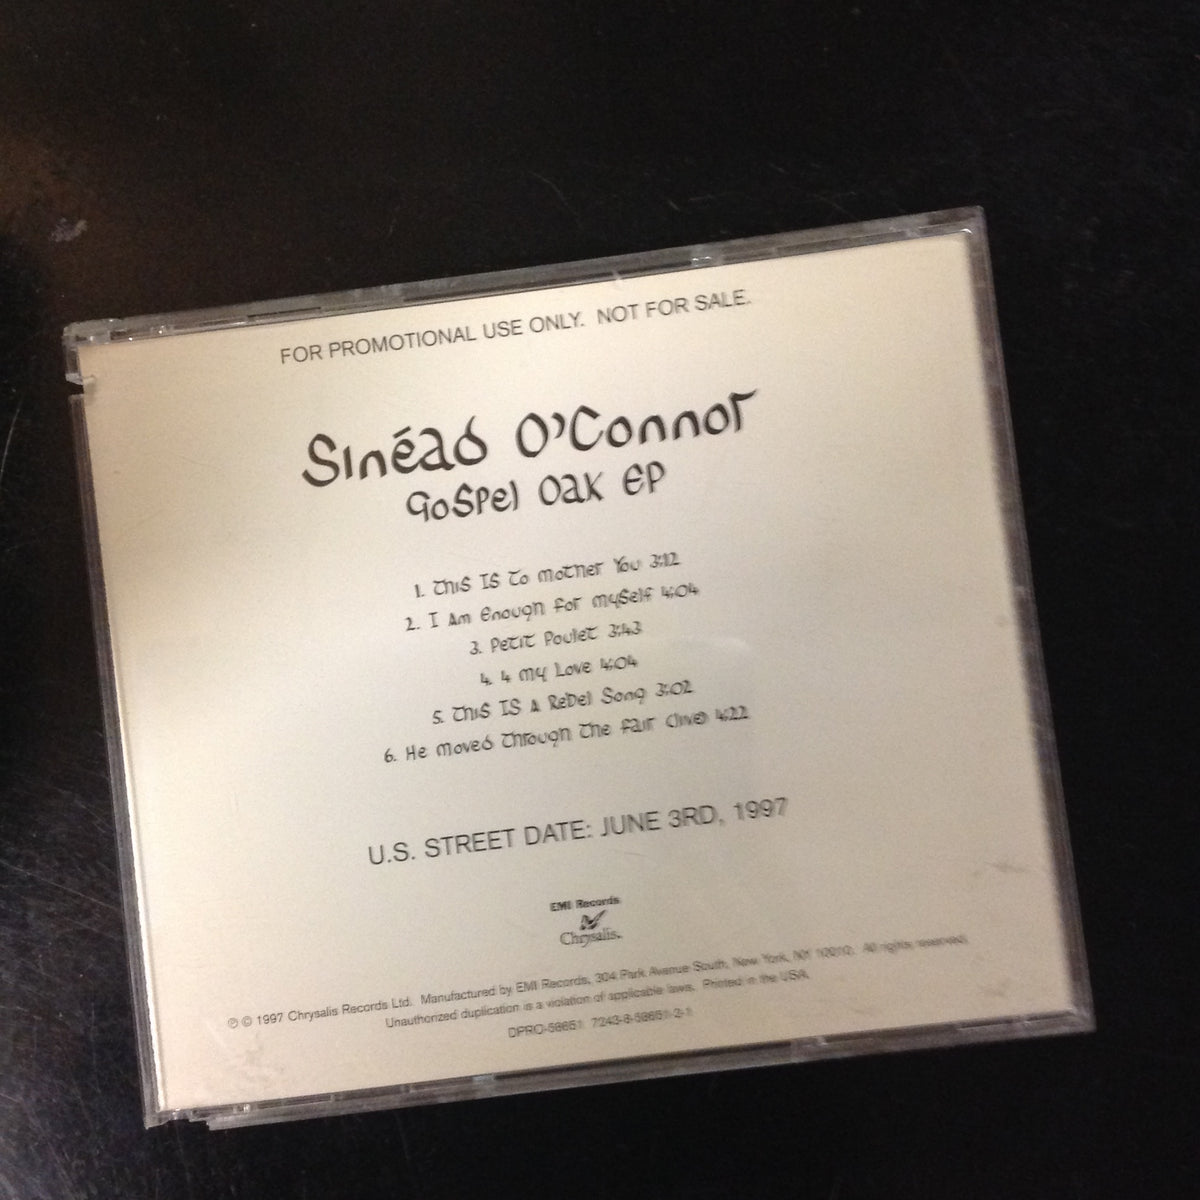 FOR PROMOTIONAL USE ONLY. NOT FOR SALE.
Sinéad O'Connor
Gospel Oak EP
1. This Is To Mother You 3:12
2. I Am Enough for Myself 4:04
3. Petit Poulet 3:43
4. 4 My Love 4:04
5. This IS A Rebel Song 3:02
6. He Moved Through The Fair (live) 4:22
U.S. STREET DATE: JUNE 3RD, 1997
EMI Records
Chrysalis.
℗ © 1997 Chrysalis Records Ltd. Manufactured by EMI Records, 304 Park Avenue South, New York, NY 10010. All rights reserved.
Unauthorized duplication is a violation of applicable laws. Printed in the USA.
DPRO-58651 7243-8-58651-2-1